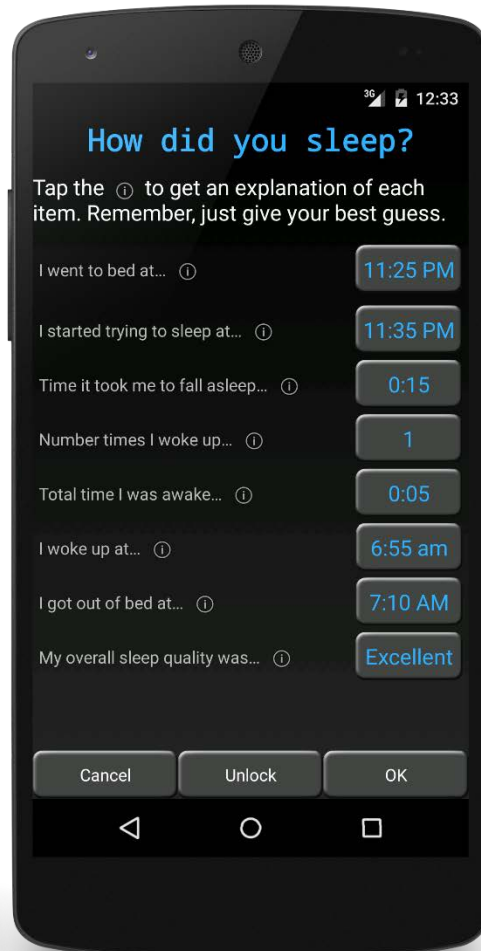 3G 12:33
How did you sleep?
Tap the ⓘ to get an explanation of each
item. Remember, just give your best guess.
I went to bed at... ⓘ 11:25 PM
I started trying to sleep at... ⓘ 11:35 PM
Time it took me to fall asleep... ⓘ 0:15
Number times I woke up... ⓘ 1
Total time I was awake... ⓘ 0:05
I woke up at... ⓘ 6:55 am
I got out of bed at... ⓘ 7:10 AM
My overall sleep quality was... ⓘ Excellent
Cancel Unlock OK